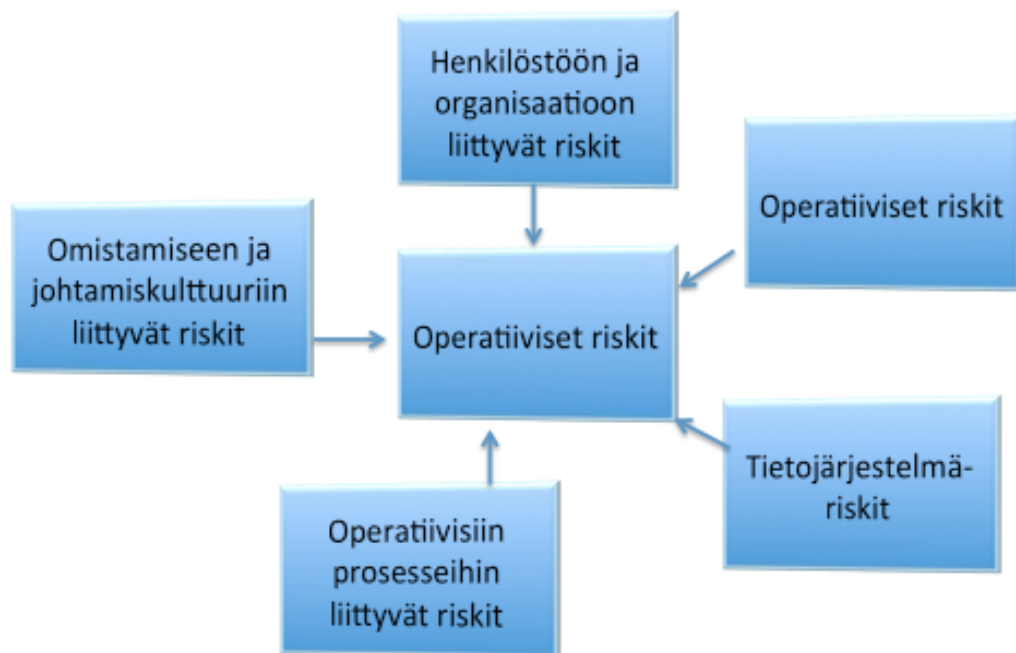 Henkilöstöön ja
organisaatioon
liittyvät riskit
Operatiiviset riskit
Omistamiseen ja
johtamiskulttuuriin
liittyvät riskit
Operatiiviset riskit
Tietojärjestelmä-
riskit
Operatiivisiin
prosesseihin
liittyvät riskit